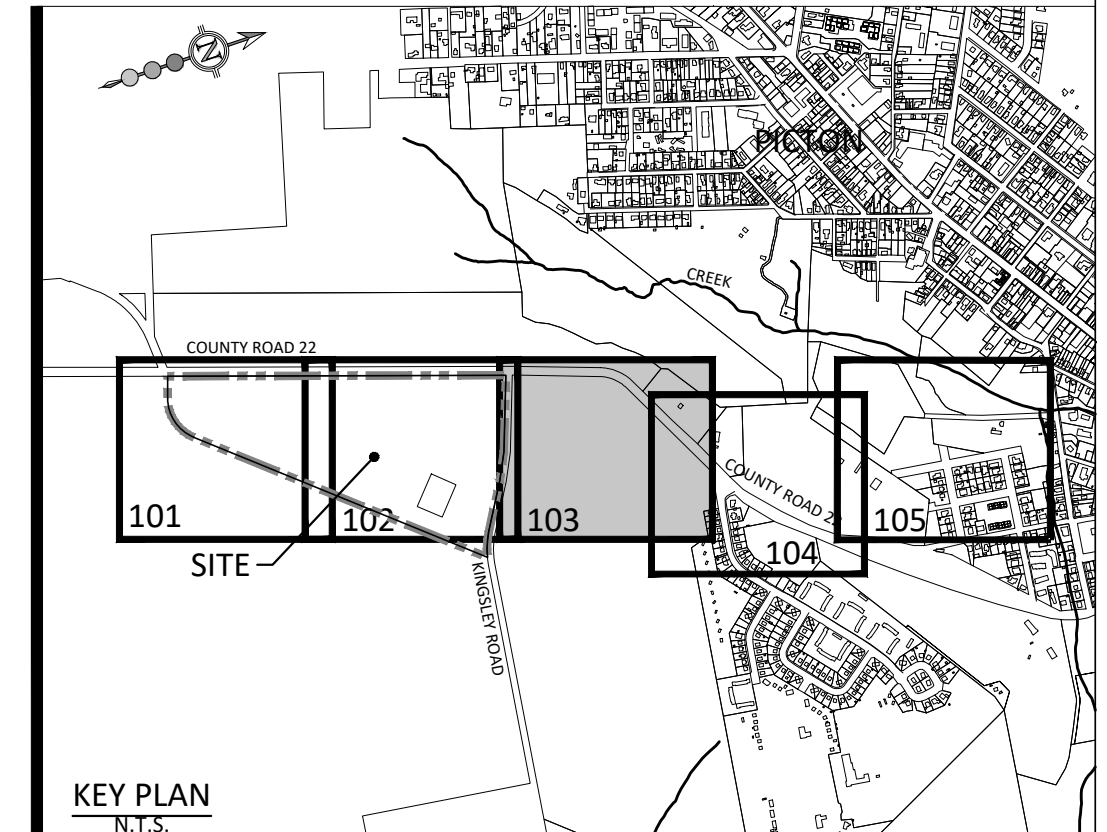 N
PICTON
CREEK
COUNTY ROAD 22
COUNTY ROAD 22
101
102
103
104
105
SITE
KINGSLEY ROAD
KEY PLAN
N.T.S.